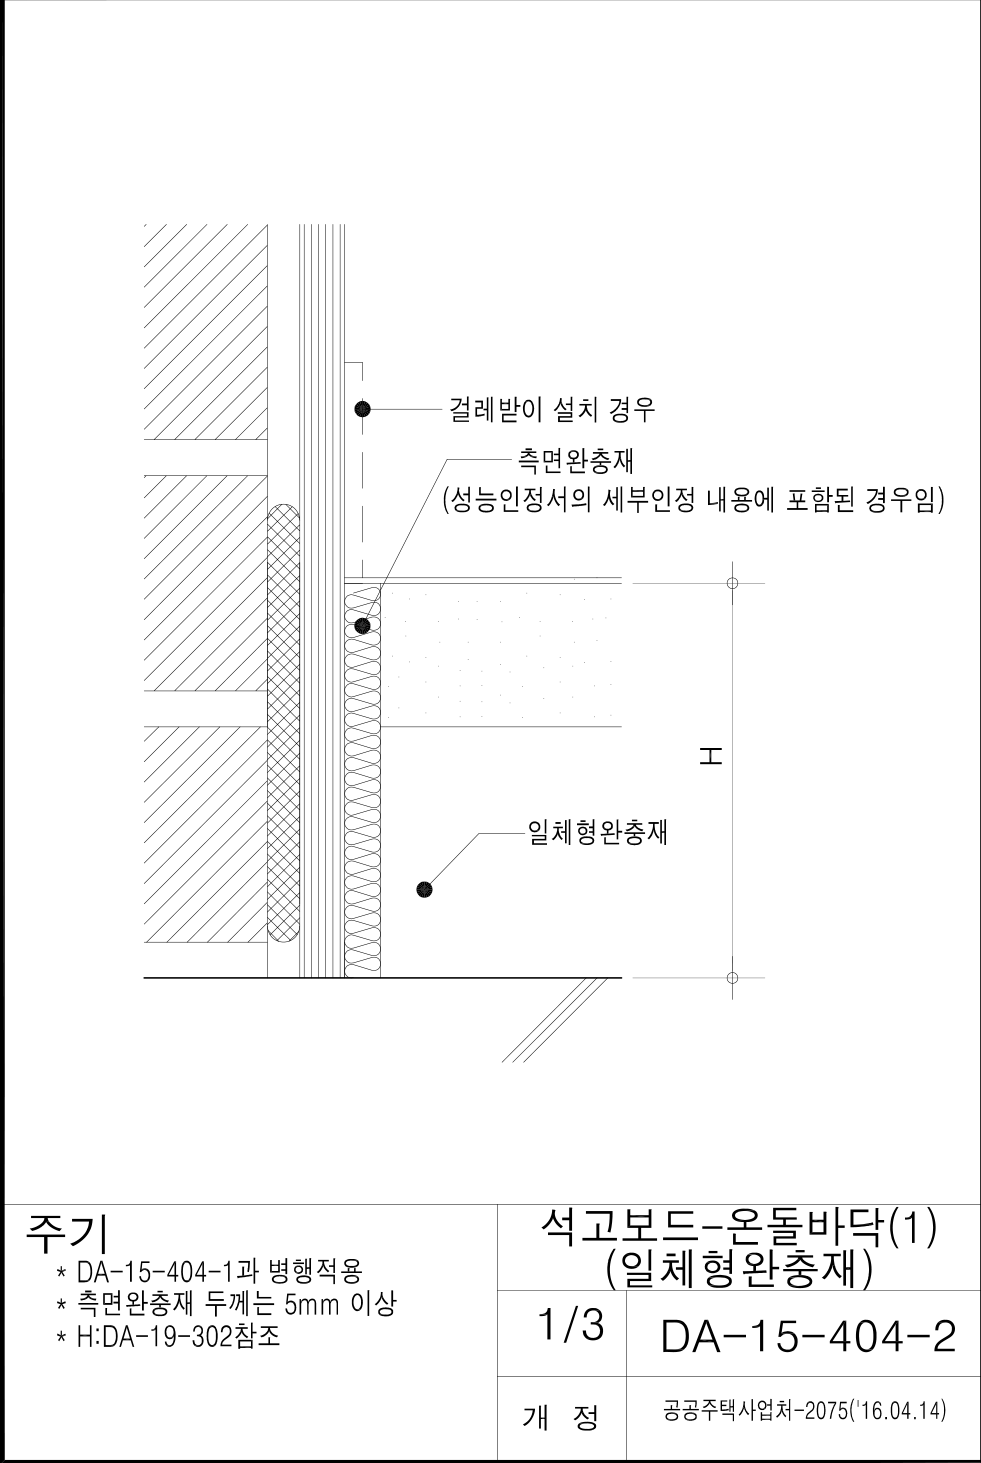 걸레받이 설치 경우
측면완충재
(성능인정서의 세부인정 내용에 포함된 경우임)
H
일체형완충재
주기
* DA-15-404-1과 병행적용
* 측면완충재 두께는 5mm 이상
* H:DA-19-302참조
석고보드-온돌바닥(1)
(일체형완충재)
1/3
DA-15-404-2
개 정
공공주택사업처-2075('16.04.14)